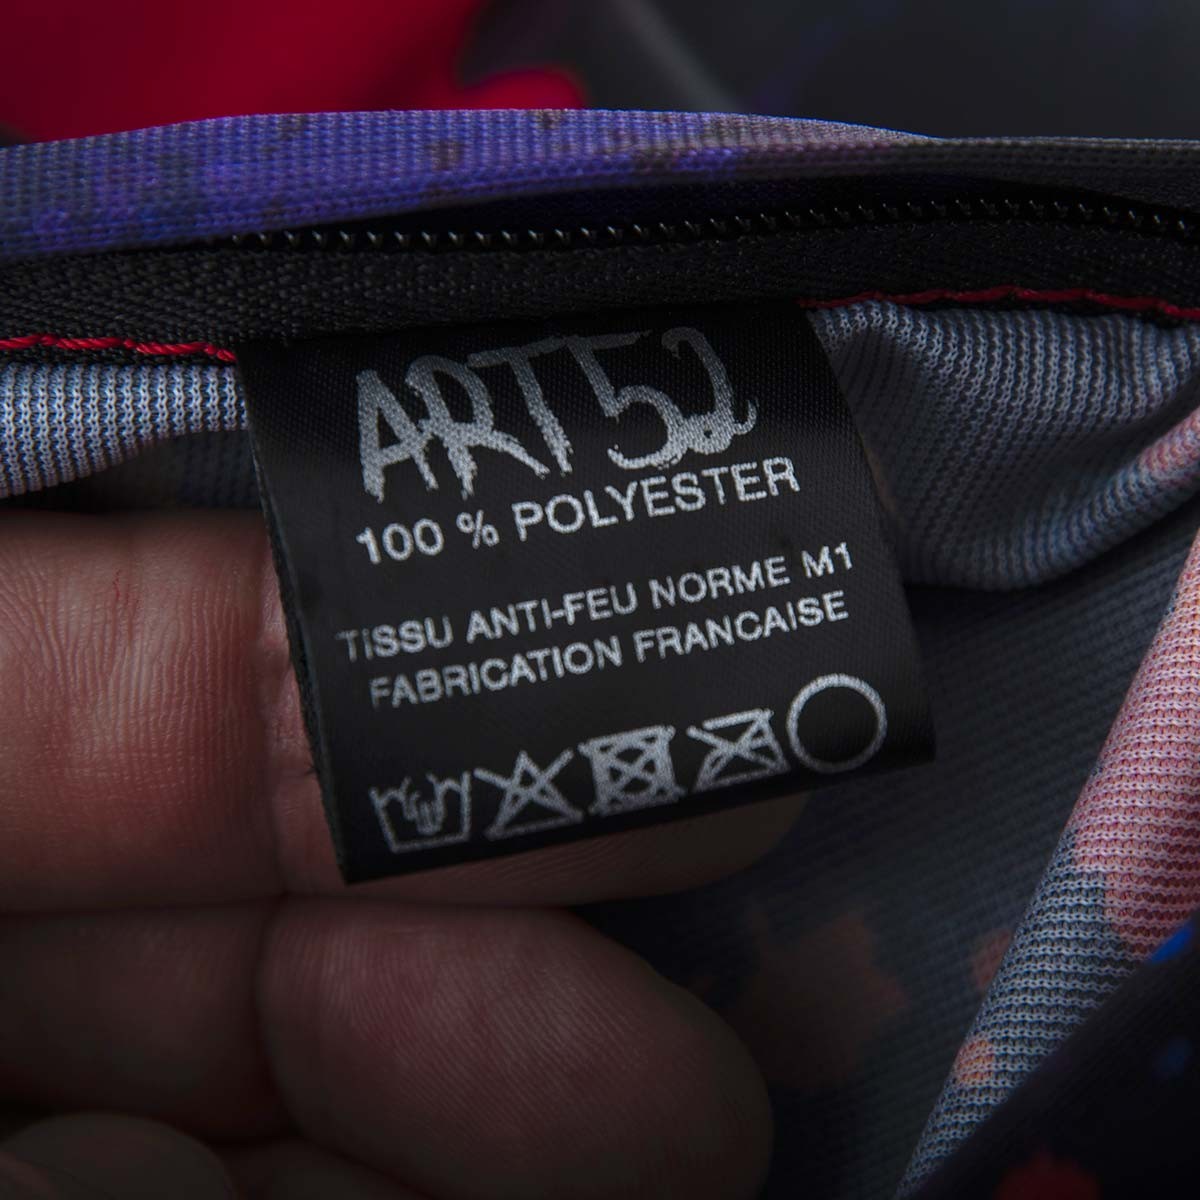 ART52
100 % POLYESTER
TISSU ANTI-FEU NORME M1
FABRICATION FRANCAISE